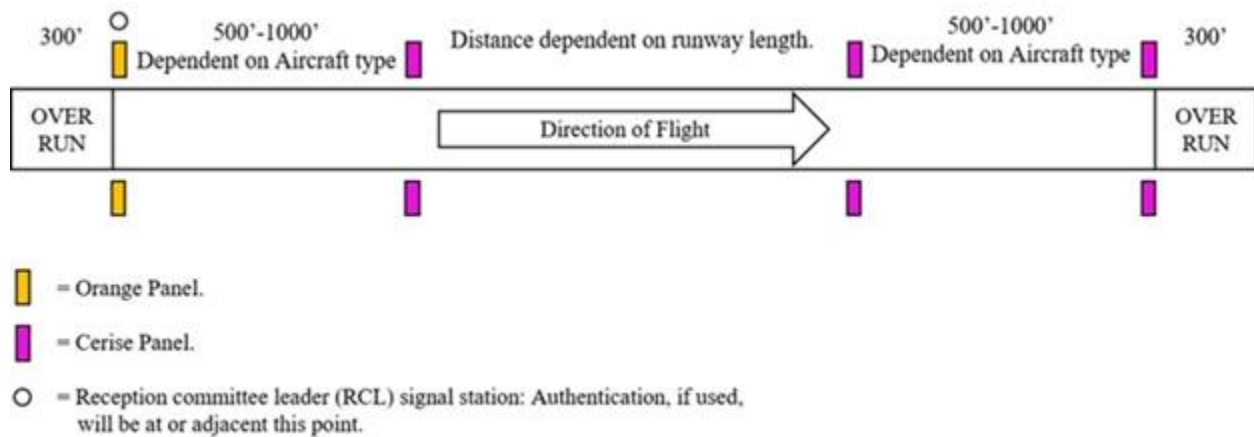 300’
500’-1000’
Dependent on Aircraft type
Distance dependent on runway length.
500’-1000’
Dependent on Aircraft type
300’
OVER
RUN
Direction of Flight
OVER
RUN
= Orange Panel.
= Cerise Panel.
= Reception committee leader (RCL) signal station: Authentication, if used,
will be at or adjacent this point.